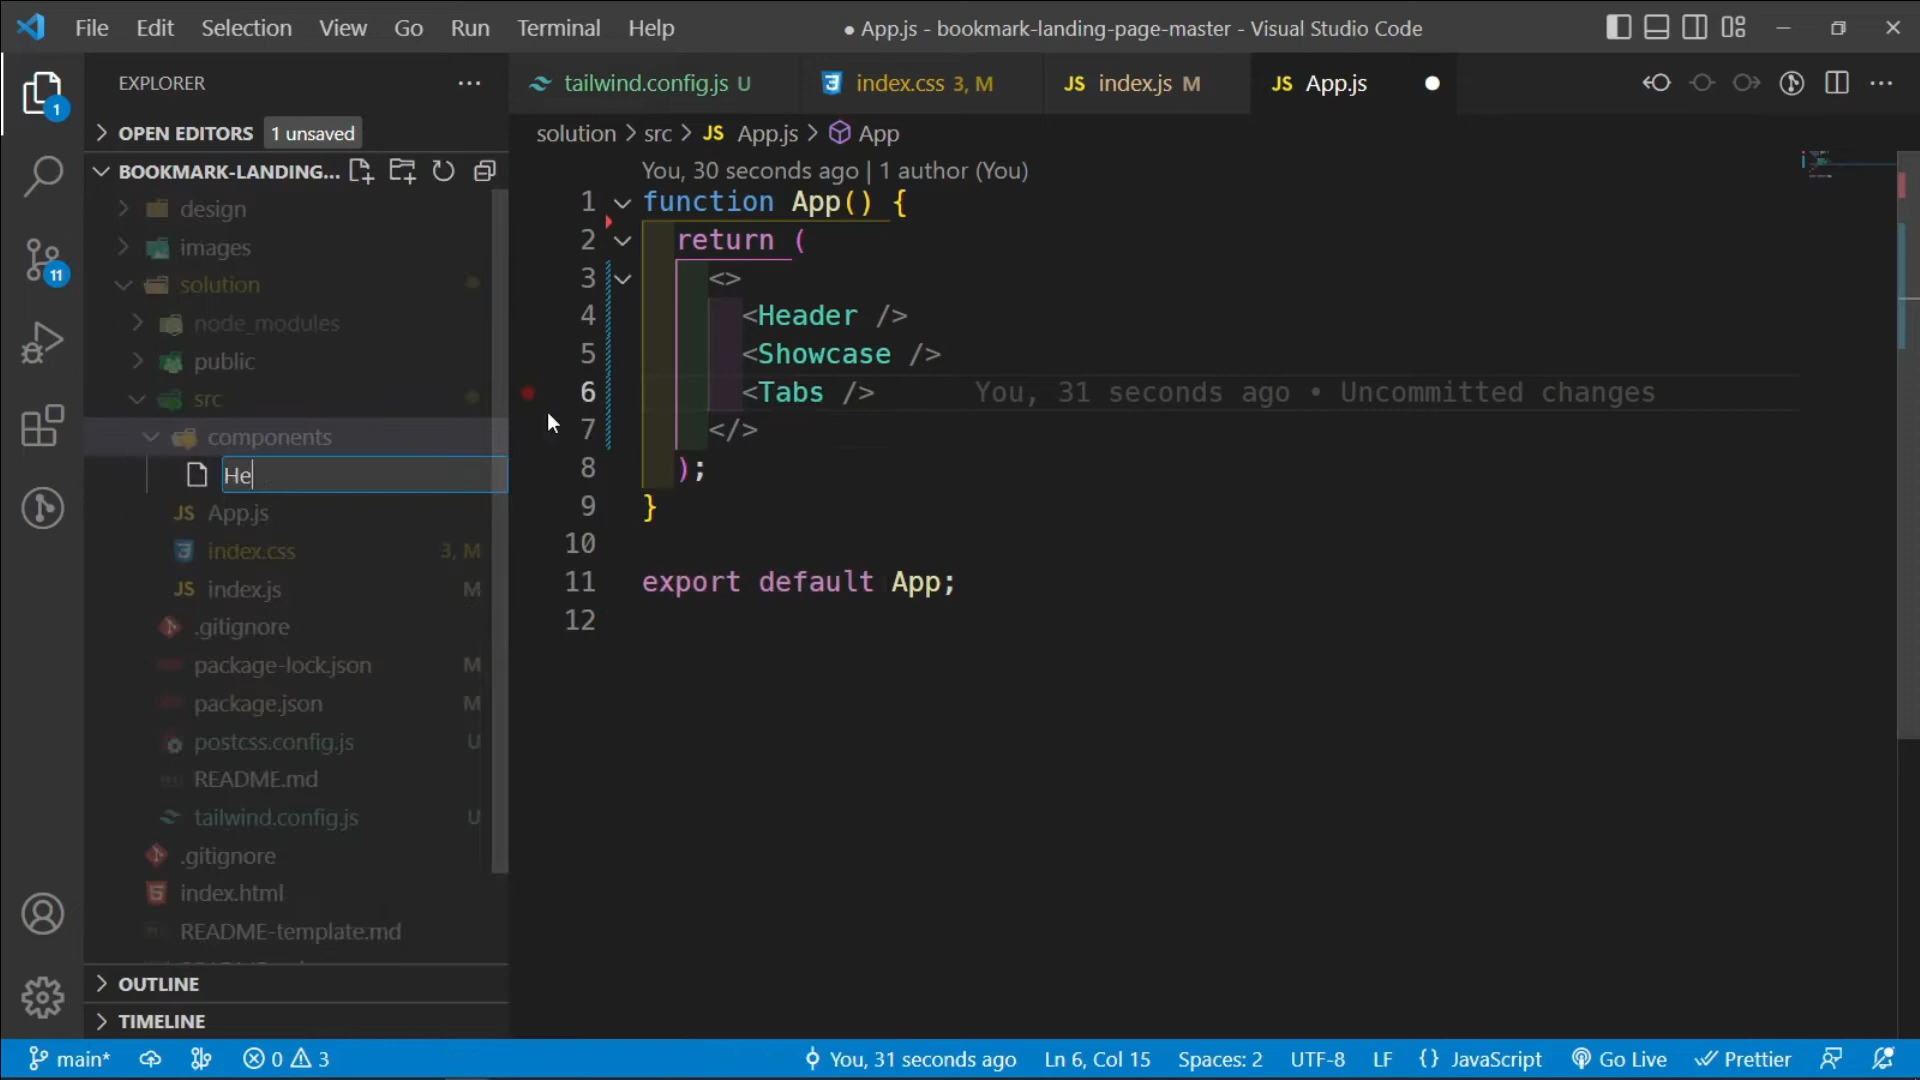 File Edit Selection View Go Run Terminal Help ● App.js - bookmark-landing-page-master - Visual Studio Code
EXPLORER
tailwind.config.js U
index.css 3, M
JS index.js M
JS App.js
OPEN EDITORS 1 unsaved
solution > src > JS App.js > App
BOOKMARK-LANDING...
You, 30 seconds ago | 1 author (You)
design
images
solution
node_modules
public
src
components
He
JS App.js
index.css 3, M
JS index.js M
.gitignore
package-lock.json M
package.json M
postcss.config.js U
README.md
tailwind.config.js U
.gitignore
index.html
README-template.md
OUTLINE
TIMELINE
1 function App() {
2 return (
3 <>
4 <Header />
5 <Showcase />
6 <Tabs /> You, 31 seconds ago • Uncommitted changes
7 </>
8 );
9 }
10
11 export default App;
12
1
11
main* 0 3 You, 31 seconds ago Ln 6, Col 15 Spaces: 2 UTF-8 LF {} JavaScript Go Live Prettier